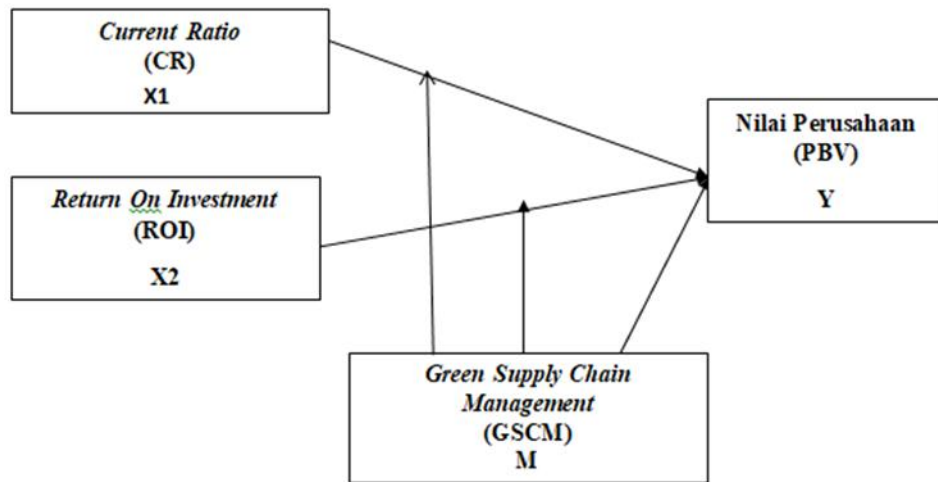 Current Ratio
(CR)
X1
Nilai Perusahaan
(PBV)
Y
Return On Investment
(ROI)
X2
Green Supply Chain
Management
(GSCM)
M